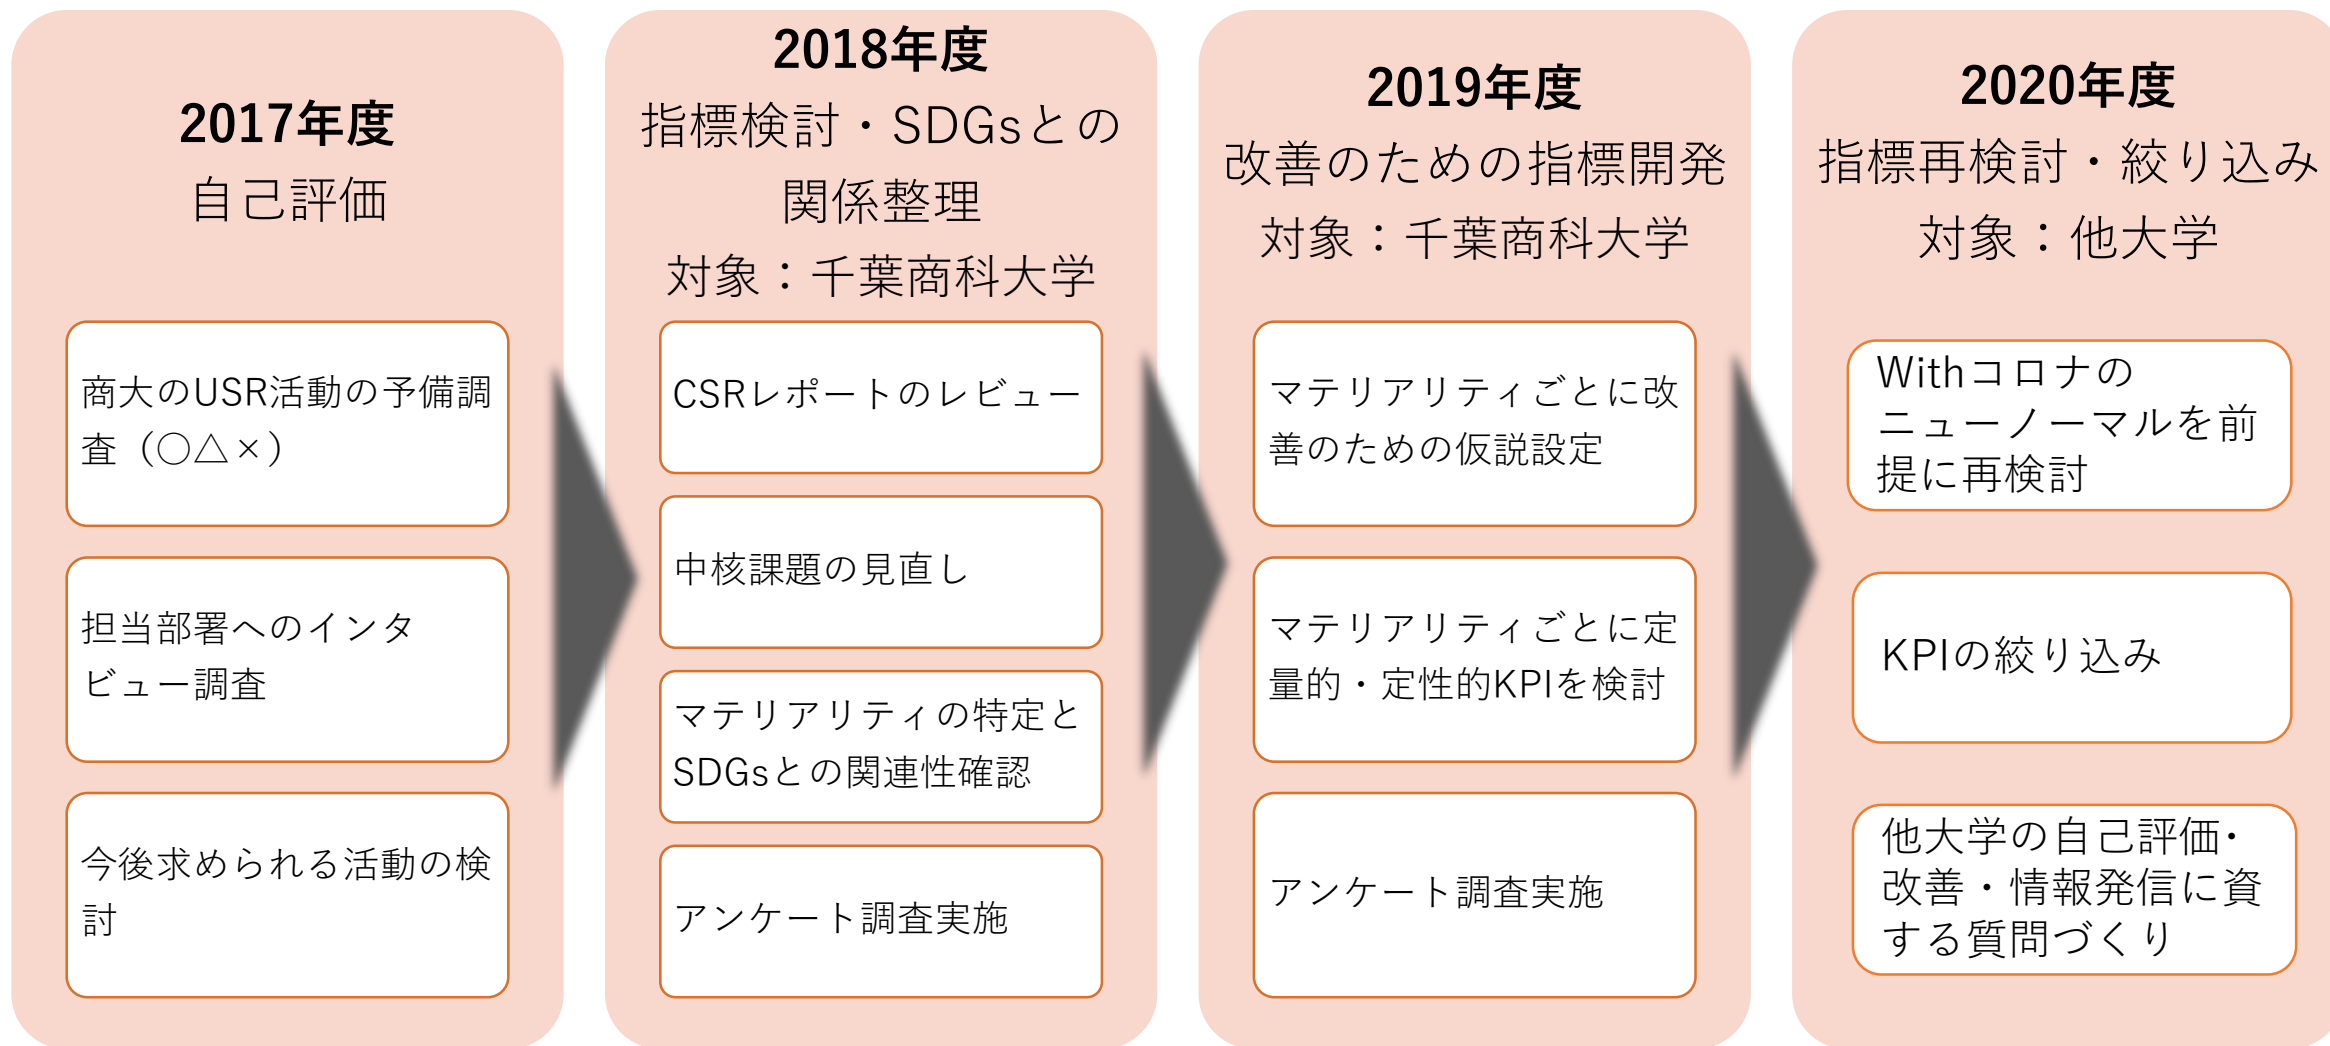 2017年度
自己評価
商大のUSR活動の予備調
査（○△×）
担当部署へのインタ
ビュー調査
今後求められる活動の検
討
2018年度
指標検討・SDGsとの
関係整理
対象：千葉商科大学
CSRレポートのレビュー
中核課題の見直し
マテリアリティの特定と
SDGsとの関連性確認
アンケート調査実施
2019年度
改善のための指標開発
対象：千葉商科大学
マテリアリティごとに改
善のための仮説設定
マテリアリティごとに定
量的・定性的KPIを検討
アンケート調査実施
2020年度
指標再検討・絞り込み
対象：他大学
Withコロナの
ニューノーマルを前
提に再検討
KPIの絞り込み
他大学の自己評価・
改善・情報発信に資
する質問づくり